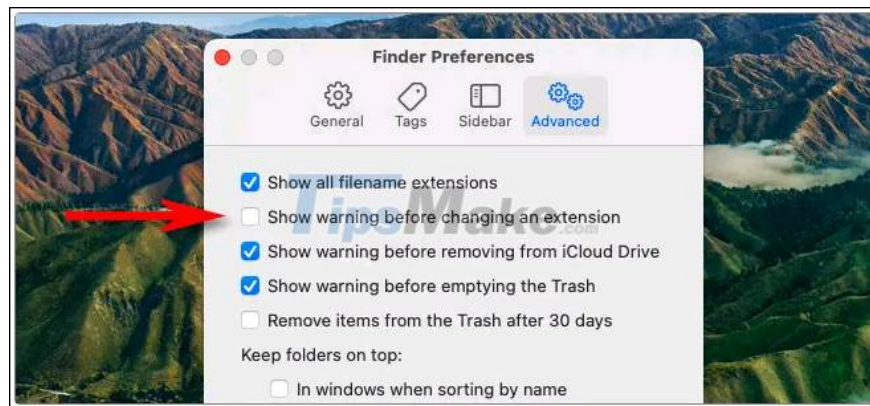 Finder Preferences
General Tags Sidebar Advanced
Show all filename extensions
Show warning before changing an extension
TipsMake.com
Show warning before removing from iCloud Drive
Show warning before emptying the Trash
Remove items from the Trash after 30 days
Keep folders on top:
In windows when sorting by name